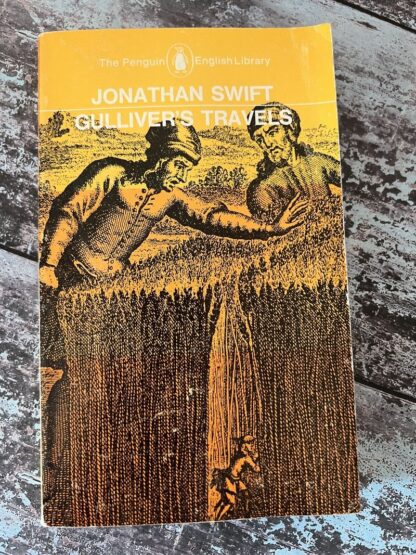 The Penguin English Library
JONATHAN SWIFT
GULLIVER'S TRAVELS